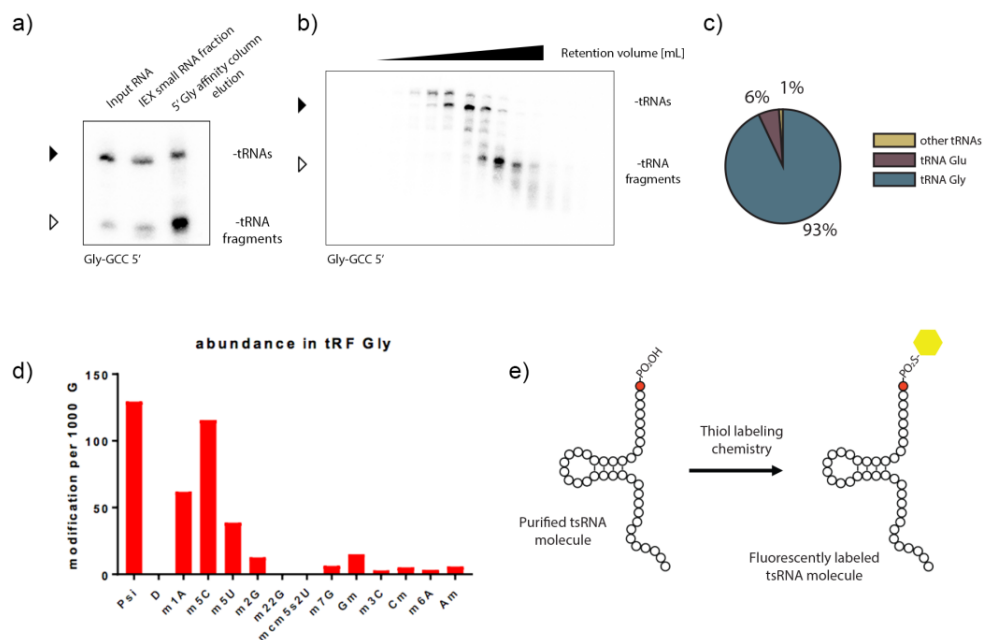 a)
Input RNA
IEX small RNA fraction
5' Gly affinity column
elution
-tRNAs
-tRNA
fragments
Gly-GCC 5'
b)
Retention volume [mL]
-tRNAs
-tRNA
fragments
Gly-GCC 5'
c)
6%
1%
93%
other tRNAs
tRNA Glu
tRNA Gly
d)
abundance in tRF Gly
modification per 1000 G
150
100
50
0
Psi
D
m1A
m5C
m5U
m2G
m22G
mcm5s2U
m7G
Gm
m3C
Cm
m6A
Am
e)
-PO₃OH
Purified tsRNA
molecule
Thiol labeling
chemistry
-PO₃S-
Fluorescently labeled
tsRNA molecule